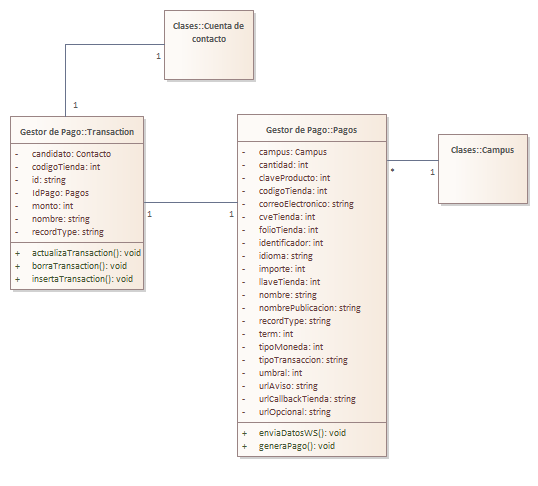 Clases::Cuenta de
contacto
1
1
Gestor de Pago::Transaction
- candidato: Contacto
- codigoTienda: int
- id: string
- IdPago: Pagos
- monto: int
- nombre: string
- recordType: string
+ actualizaTransaction(): void
+ borraTransaction(): void
+ insertaTransaction(): void
1
1
Gestor de Pago::Pagos
- campus: Campus
- cantidad: int
- claveProducto: int
- codigoTienda: int
- correoElectronico: string
- cveTienda: int
- folioTienda: int
- identificador: int
- idioma: string
- importe: int
- llaveTienda: int
- nombre: string
- nombrePublicacion: string
- recordType: string
- term: int
- tipoMoneda: int
- tipoTransaccion: string
- umbral: int
- urlAviso: string
- urlCallbackTienda: string
- urlOpcional: string
+ enviaDatosWS(): void
+ generaPago(): void
*
1
Clases::Campus